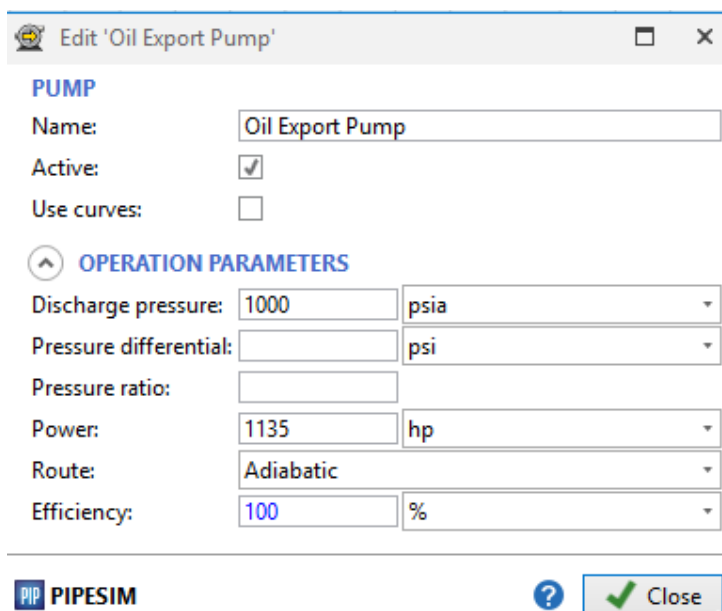 Edit 'Oil Export Pump'
PUMP
Name: Oil Export Pump
Active:
Use curves:
OPERATION PARAMETERS
Discharge pressure: 1000 psia
Pressure differential: psi
Pressure ratio:
Power: 1135 hp
Route: Adiabatic
Efficiency: 100 %
PIP PIPESIM ? Close